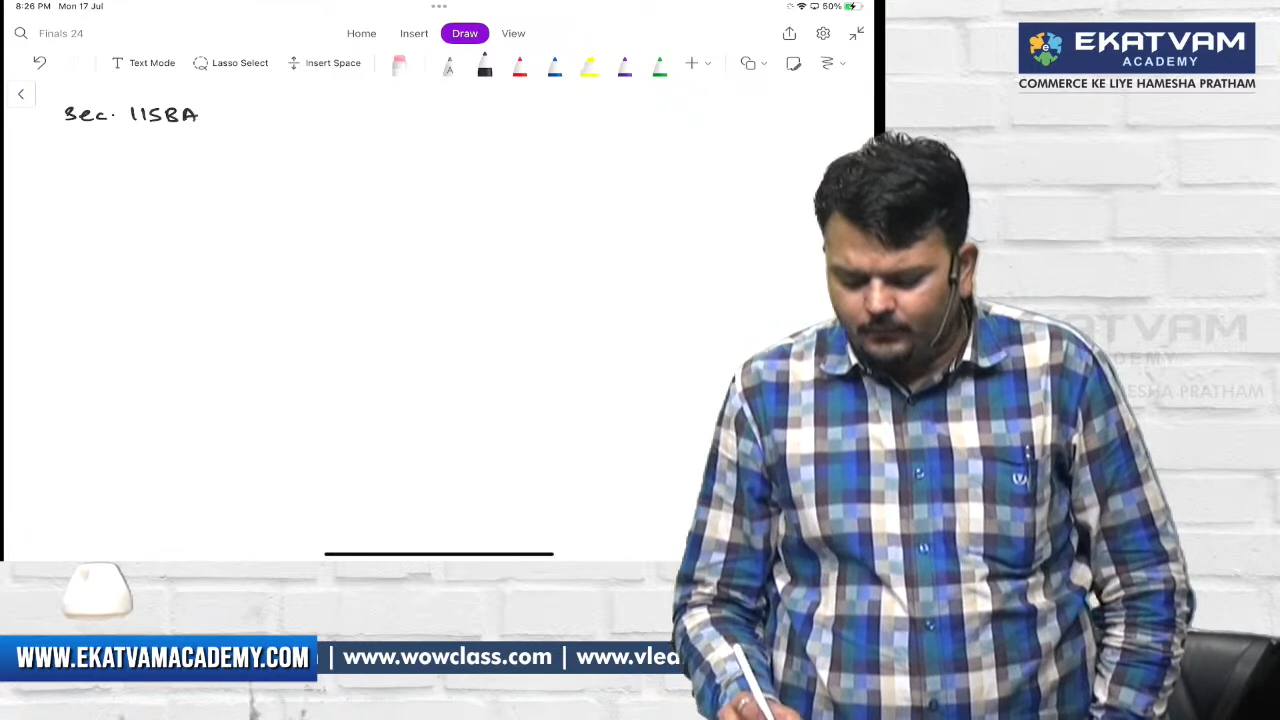 8:26 PM Mon 17 Jul
50%
Finals 24
Home Insert Draw View
Text Mode Lasso Select Insert Space
Sec. 115BA
EKATVAM
ACADEMY
COMMERCE KE LIYE HAMESHA PRATHAM
WWW.EKATVAMACADEMY.COM
| www.wowclass.com | www.vlea